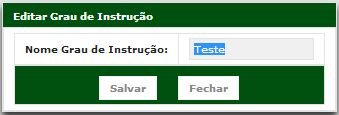 Editar Grau de Instrução
Nome Grau de Instrução: Teste
Salvar Fechar